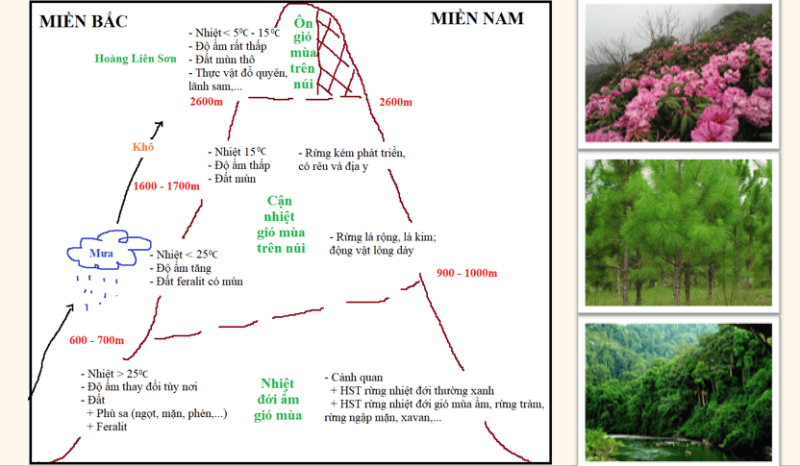 MIỀN BẮC
MIỀN NAM
Hoàng Liên Sơn
- Nhiệt < 5⁰C - 15⁰C
- Độ ẩm rất thấp
- Đất mùn thô
- Thực vật đỗ quyên,
lãnh sam,...
Ôn
gió
mùa
trên
núi
2600m
2600m
Khô
1600 - 1700m
- Nhiệt 15⁰C
- Độ ẩm thấp
- Đất mùn
- Rừng kém phát triển,
có rêu và địa y
Cận
nhiệt
gió mùa
trên núi
Mưa
- Nhiệt < 25⁰C
- Độ ẩm tăng
- Đất feralit có mùn
- Rừng lá rộng, lá kim;
động vật lông dày
900 - 1000m
600 - 700m
- Nhiệt > 25⁰C
- Độ ẩm thay đổi tùy nơi
- Đất
+ Phù sa (ngọt, mặn, phèn,...)
+ Feralit
Nhiệt
đới ẩm
gió mùa
- Cảnh quan
+ HST rừng nhiệt đới thường xanh
+ HST rừng nhiệt đới gió mùa ẩm, rừng tràm,
rừng ngập mặn, xavan,...